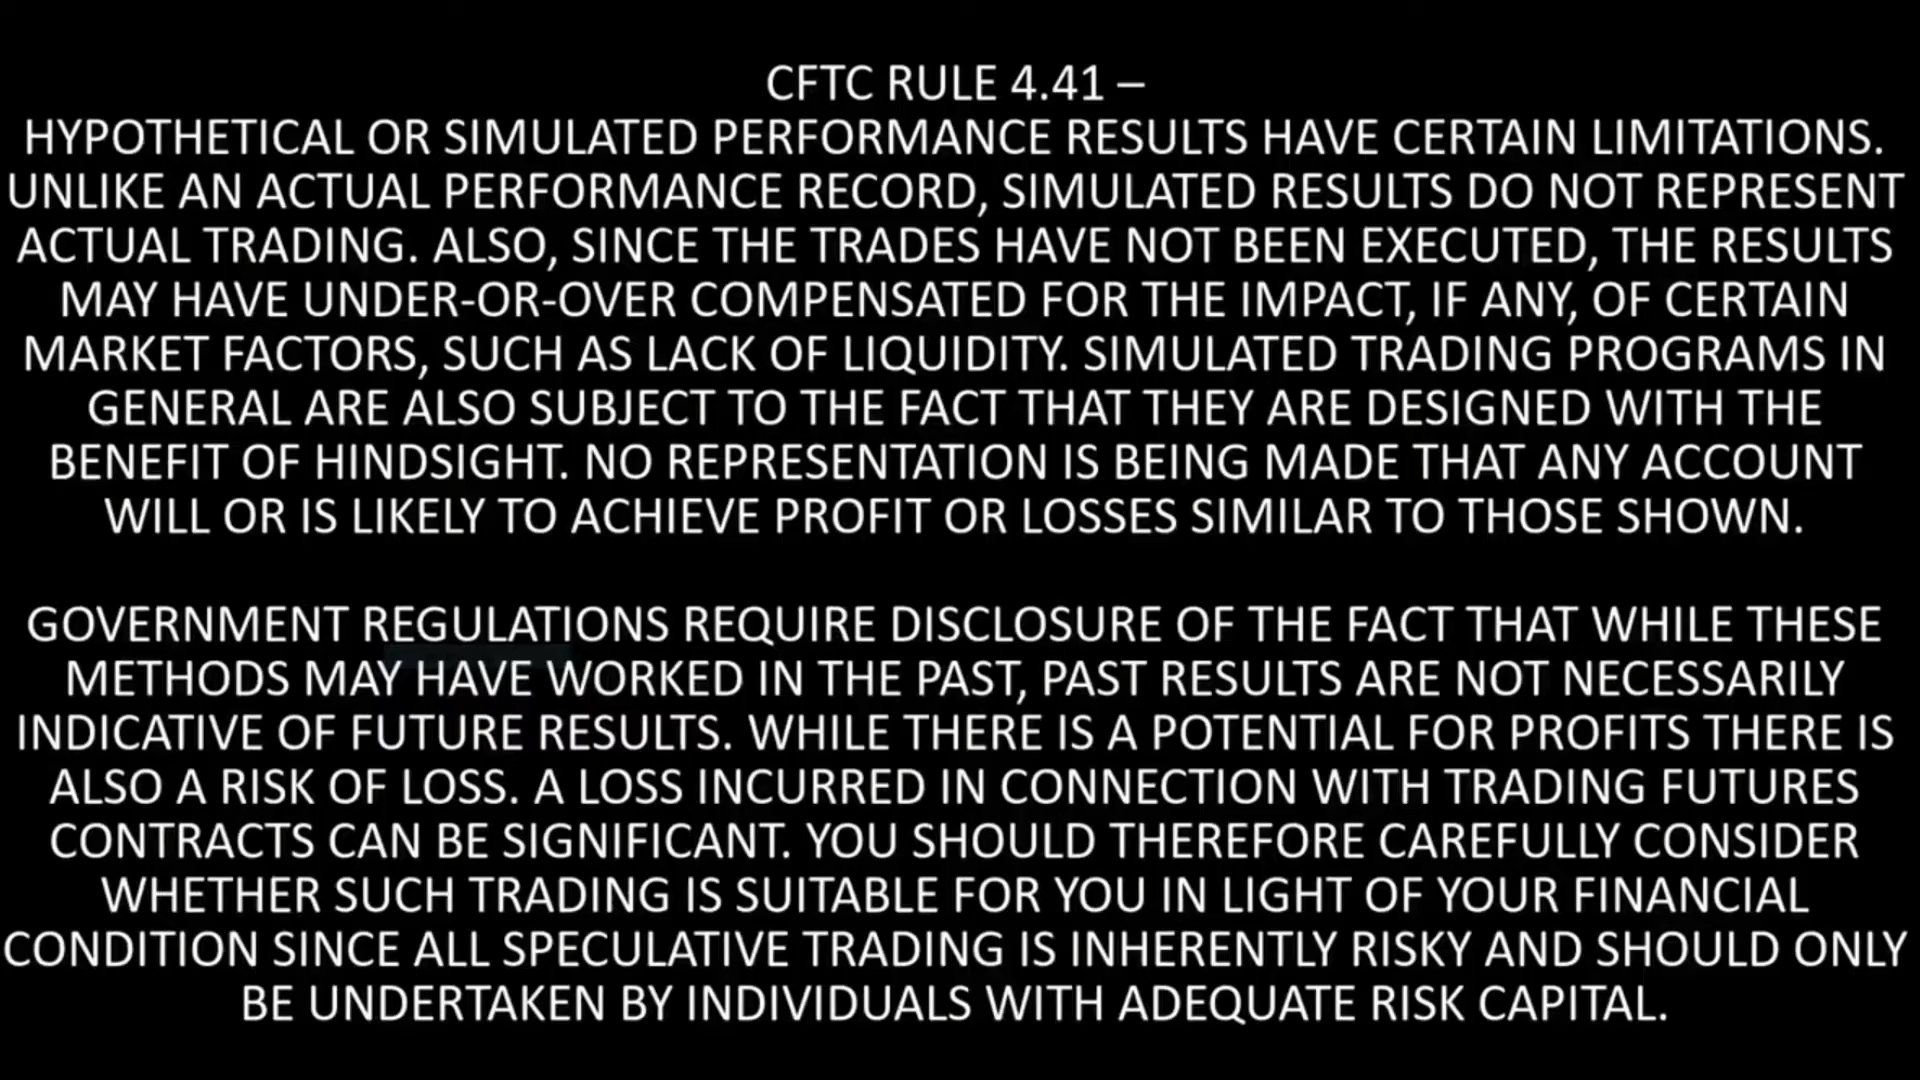 CFTC RULE 4.41 –
HYPOTHETICAL OR SIMULATED PERFORMANCE RESULTS HAVE CERTAIN LIMITATIONS.
UNLIKE AN ACTUAL PERFORMANCE RECORD, SIMULATED RESULTS DO NOT REPRESENT
ACTUAL TRADING. ALSO, SINCE THE TRADES HAVE NOT BEEN EXECUTED, THE RESULTS
MAY HAVE UNDER-OR-OVER COMPENSATED FOR THE IMPACT, IF ANY, OF CERTAIN
MARKET FACTORS, SUCH AS LACK OF LIQUIDITY. SIMULATED TRADING PROGRAMS IN
GENERAL ARE ALSO SUBJECT TO THE FACT THAT THEY ARE DESIGNED WITH THE
BENEFIT OF HINDSIGHT. NO REPRESENTATION IS BEING MADE THAT ANY ACCOUNT
WILL OR IS LIKELY TO ACHIEVE PROFIT OR LOSSES SIMILAR TO THOSE SHOWN.
GOVERNMENT REGULATIONS REQUIRE DISCLOSURE OF THE FACT THAT WHILE THESE
METHODS MAY HAVE WORKED IN THE PAST, PAST RESULTS ARE NOT NECESSARILY
INDICATIVE OF FUTURE RESULTS. WHILE THERE IS A POTENTIAL FOR PROFITS THERE IS
ALSO A RISK OF LOSS. A LOSS INCURRED IN CONNECTION WITH TRADING FUTURES
CONTRACTS CAN BE SIGNIFICANT. YOU SHOULD THEREFORE CAREFULLY CONSIDER
WHETHER SUCH TRADING IS SUITABLE FOR YOU IN LIGHT OF YOUR FINANCIAL
CONDITION SINCE ALL SPECULATIVE TRADING IS INHERENTLY RISKY AND SHOULD ONLY
BE UNDERTAKEN BY INDIVIDUALS WITH ADEQUATE RISK CAPITAL.